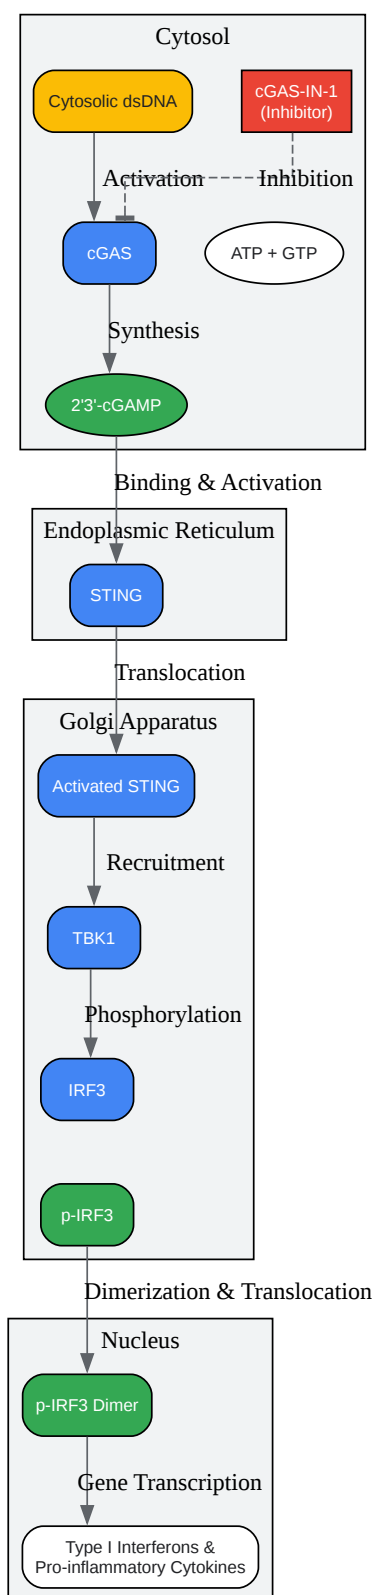 Cytosol
Cytosolic dsDNA
cGAS-IN-1
(Inhibitor)
Activation
Inhibition
cGAS
ATP + GTP
Synthesis
2'3'-cGAMP
Binding & Activation
Endoplasmic Reticulum
STING
Translocation
Golgi Apparatus
Activated STING
Recruitment
TBK1
Phosphorylation
IRF3
p-IRF3
Dimerization & Translocation
Nucleus
p-IRF3 Dimer
Gene Transcription
Type I Interferons &
Pro-inflammatory Cytokines